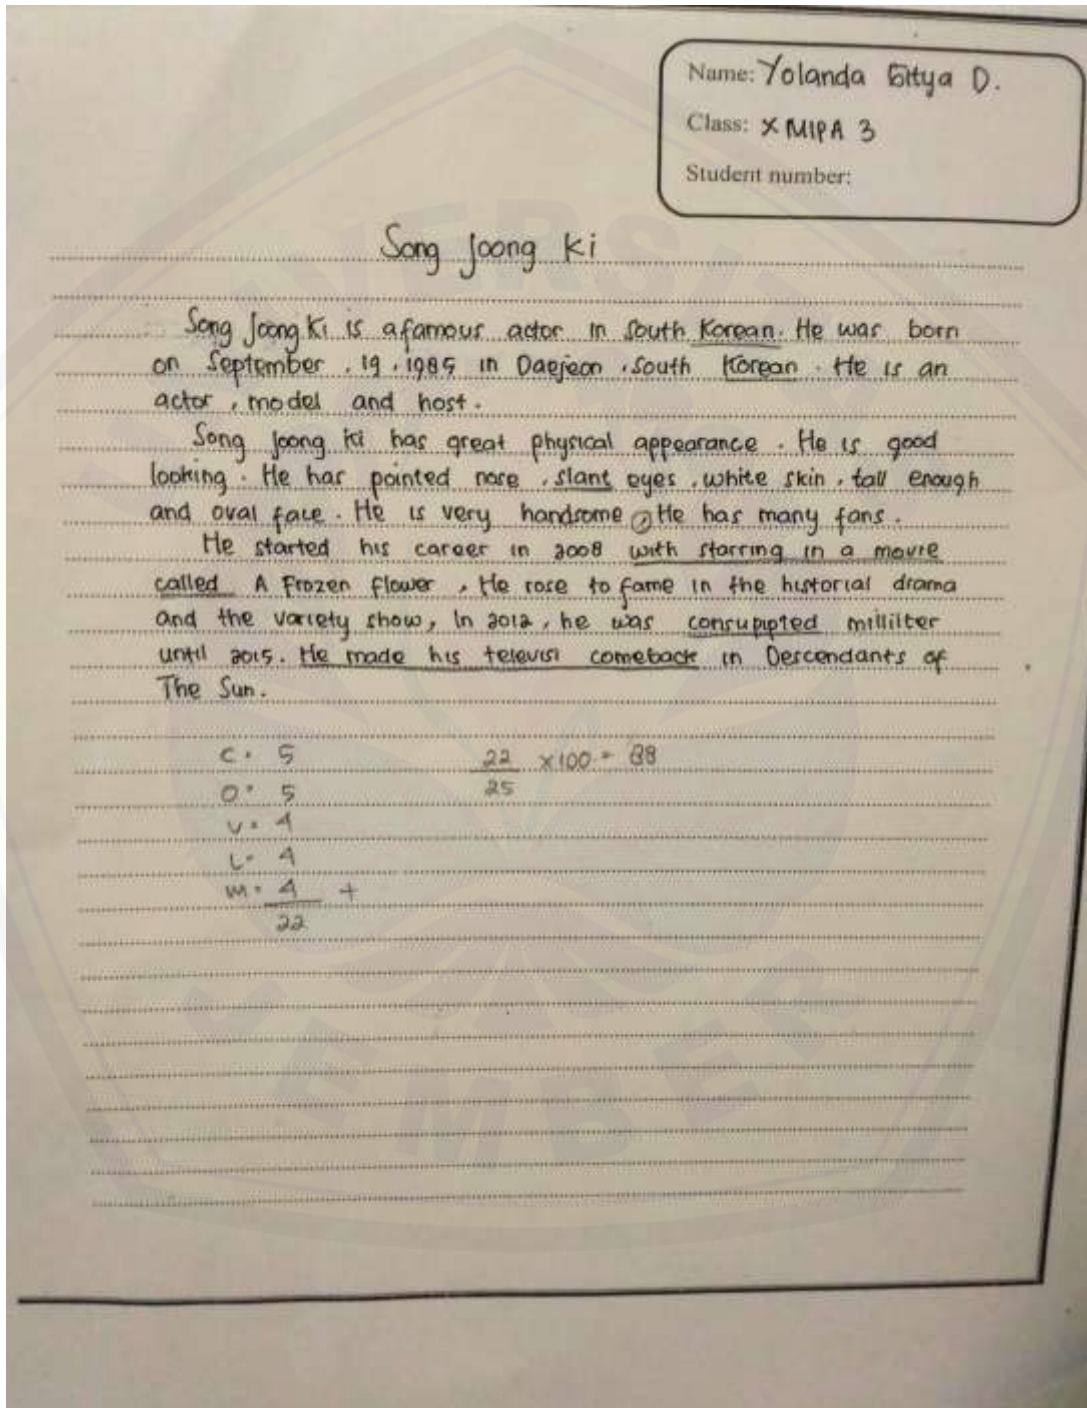 Name: Yolanda Gitya D.
Class: X MIPA 3
Student number:
Song Joong Ki
Song Joong Ki is a famous actor in South Korean. He was born
on September, 19, 1985 in Daejeon, South Korean. He is an
actor, model and host.
Song Joong Ki has great physical appearance. He is good
looking. He has pointed nose, slant eyes, white skin, tall enough
and oval face. He is very handsome, He has many fans.
He started his career in 2008 with starring in a movie
called A Frozen Flower, He rose to fame in the historial drama
and the variety show, In 2012, he was consupipted millilter
until 2015. He made his televisi comeback in Descendants of
The Sun.
C = 5
O = 5
V = 4
L = 4
M = 4 +
22
22 x100 = 88
25
UNIVERSITAS
JEMBER